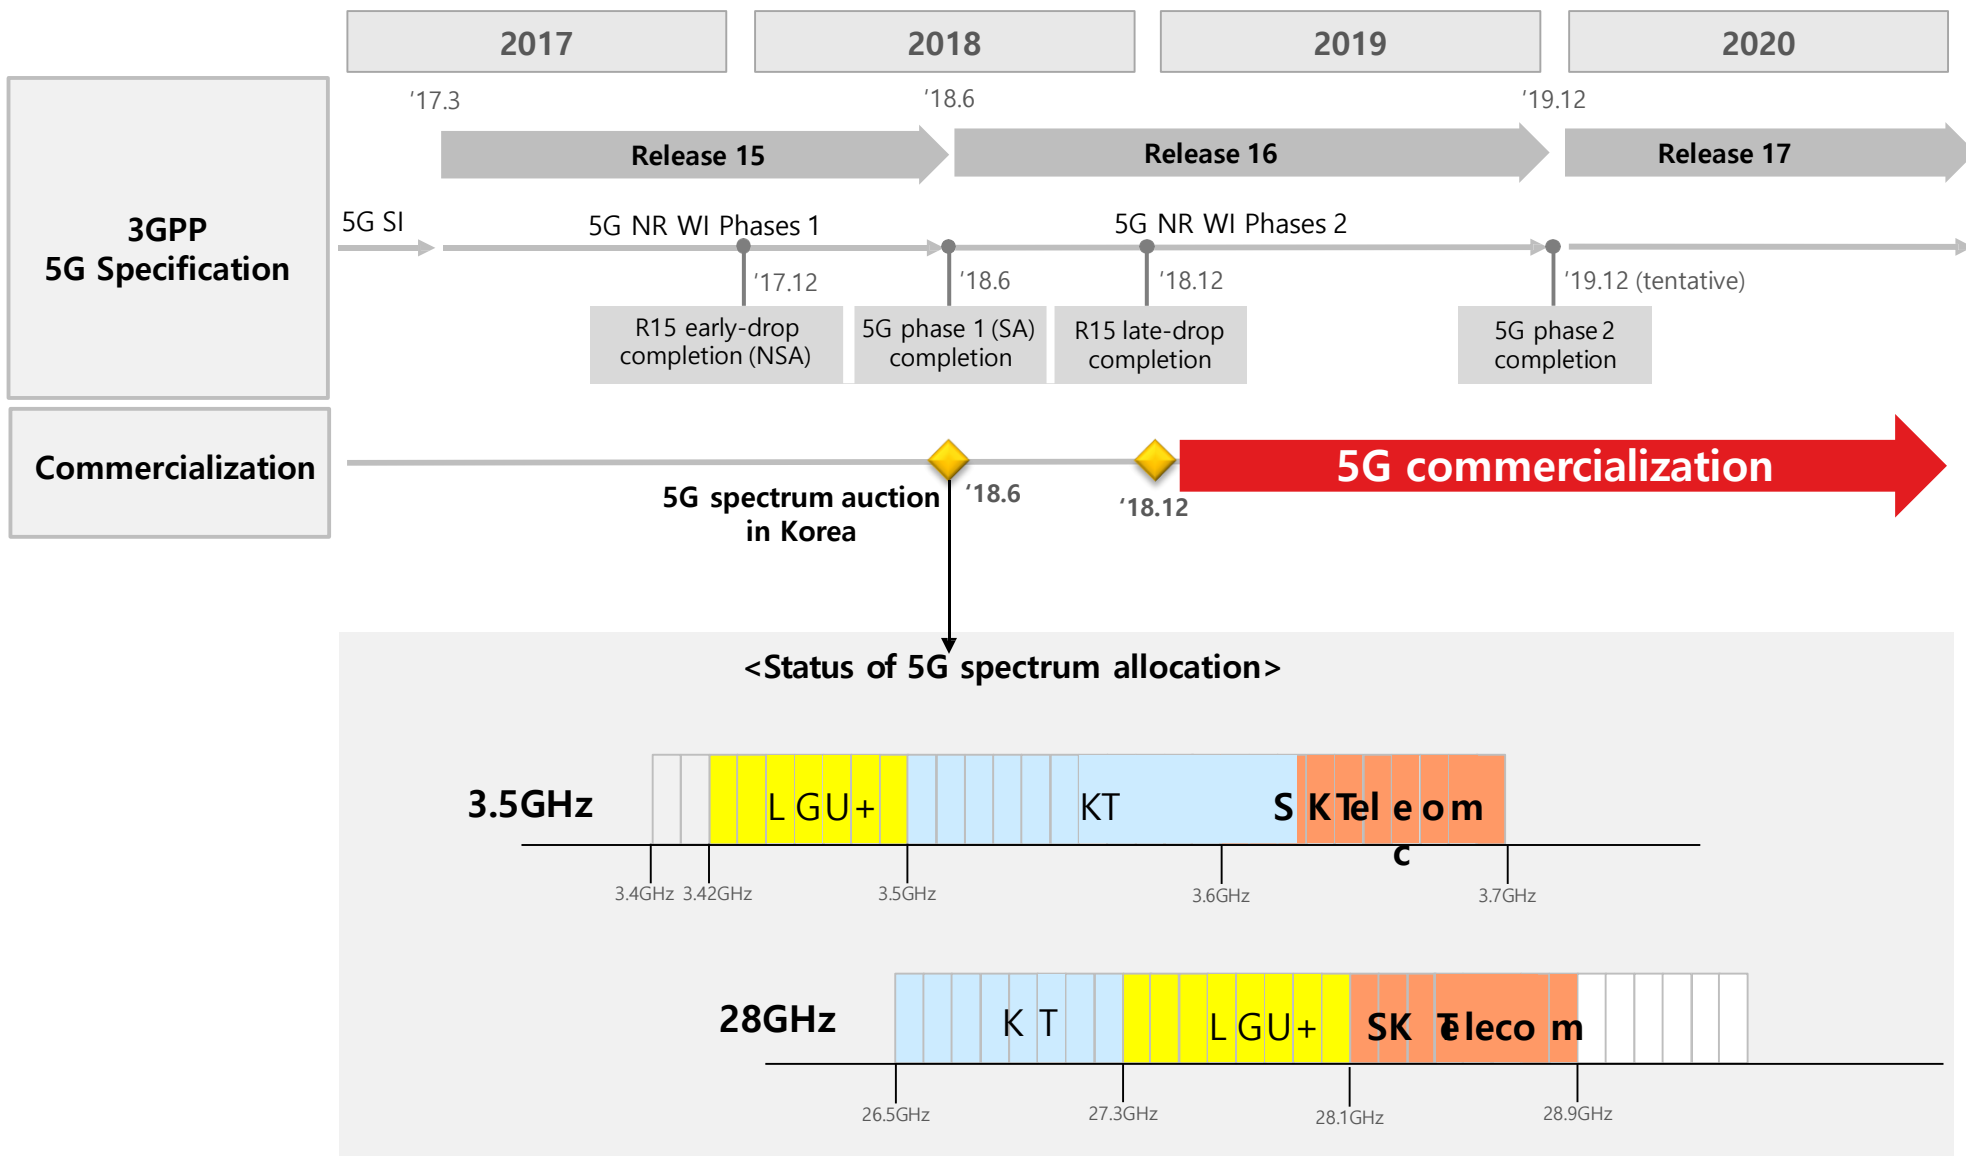 2017
2018
2019
2020
'17.3
'18.6
'19.12
Release 15
Release 16
Release 17
3GPP
5G Specification
5G SI
5G NR WI Phases 1
5G NR WI Phases 2
'17.12
'18.6
'18.12
'19.12 (tentative)
R15 early-drop
completion (NSA)
5G phase 1 (SA)
completion
R15 late-drop
completion
5G phase 2
completion
Commercialization
5G commercialization
5G spectrum auction
in Korea
'18.6
'18.12
<Status of 5G spectrum allocation>
3.5GHz
LGU+
KT
SK Telecom
3.4GHz
3.42GHz
3.5GHz
3.6GHz
3.7GHz
28GHz
KT
LGU+
SK Telecom
26.5GHz
27.3GHz
28.1GHz
28.9GHz